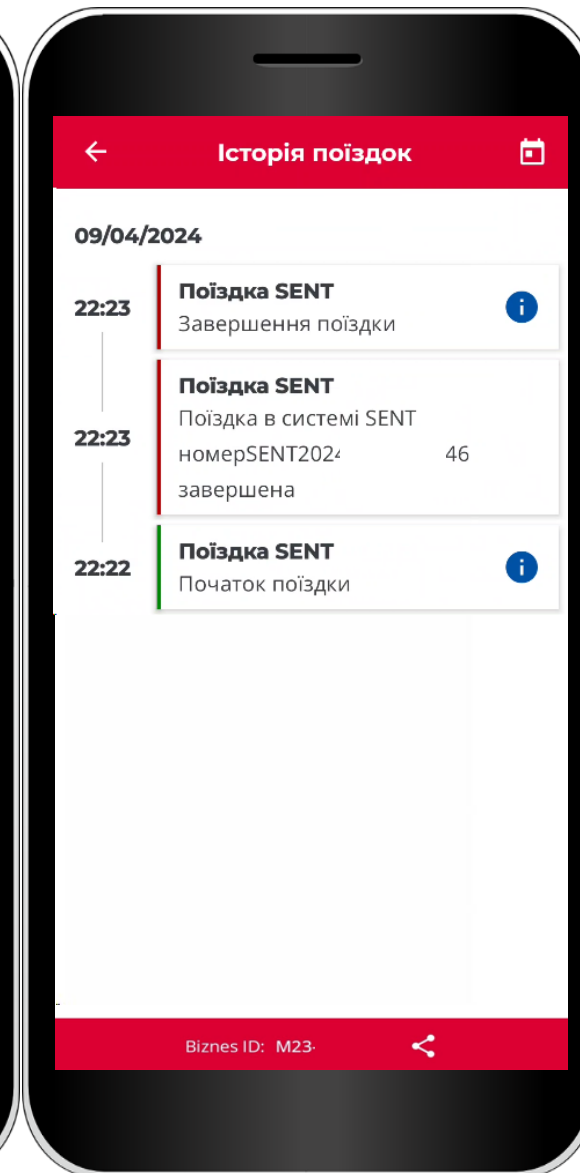 Історія поїздок
09/04/2024
22:23
Поїздка SENT
Завершення поїздки
22:23
Поїздка SENT
Поїздка в системі SENT
номерSENT2024 46
завершена
22:22
Поїздка SENT
Початок поїздки
Biznes ID: M23-